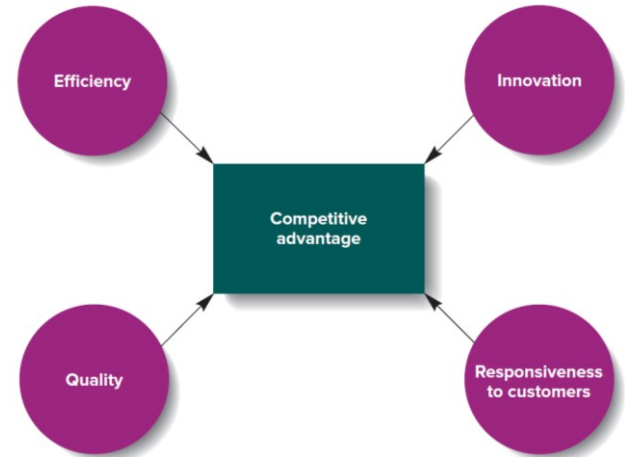 Efficiency
Innovation
Competitive
advantage
Quality
Responsiveness
to customers